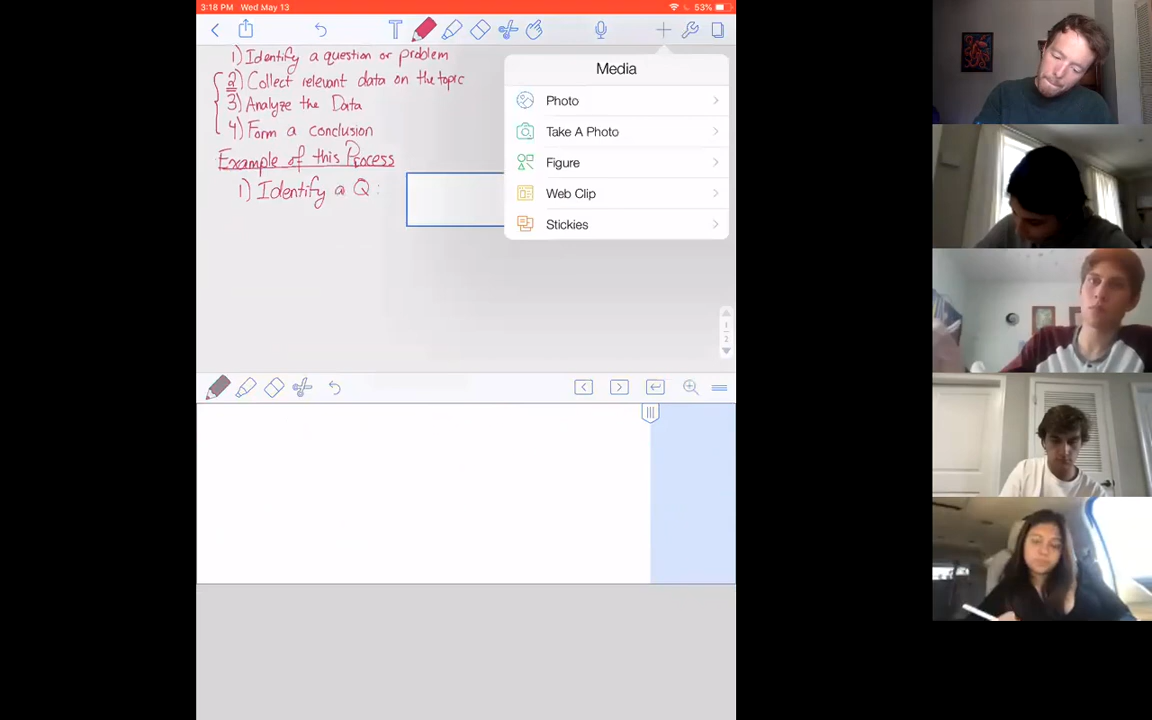 3:18 PM Wed May 13
53%
T
1) Identify a question or problem
2) Collect relevant data on the topic
3) Analyze the Data
4) Form a conclusion
Example of this Process
1) Identify a Q:
Media
Photo
Take A Photo
Figure
Web Clip
Stickies
1
2